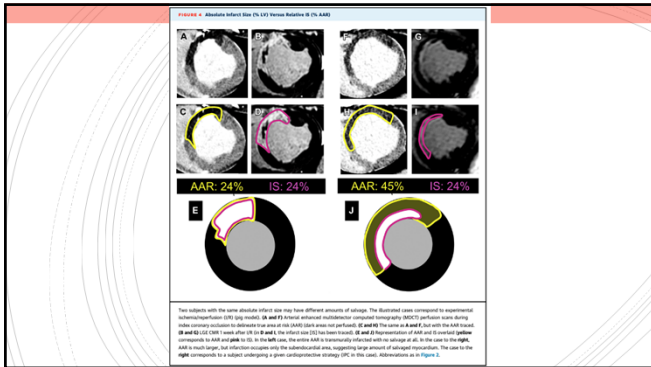 FIGURE 4 Absolute Infarct Size (% LV) Versus Relative IS (% AAR)
A B F G
C D H I
AAR: 24% IS: 24% AAR: 45% IS: 24%
E J
Two subjects with the same absolute infarct size may have different amounts of salvage. The illustrated cases correspond to experimental
ischemia/reperfusion (I/R) (pig model). (A and F) Arterial enhanced multidetector computed tomography (MDCT) perfusion scans during
index coronary occlusion to delineate true area at risk (AAR) (dark areas not perfused). (C and H) The same as A and F, but with the AAR traced.
(B and G) LGE CMR 1 week after I/R (in D and I, the infarct size [IS] has been traced). (E and J) Representation of AAR and IS overlaid (yellow
corresponds to AAR and pink to IS). In the left case, the entire AAR is transmurally infarcted with no salvage at all. In the case to the right,
AAR is much larger, but infarction occupies only the subendocardial area, suggesting large amount of salvaged myocardium. The case to the
right corresponds to a subject undergoing a given cardioprotective strategy (IPC in this case). Abbreviations as in Figure 2.